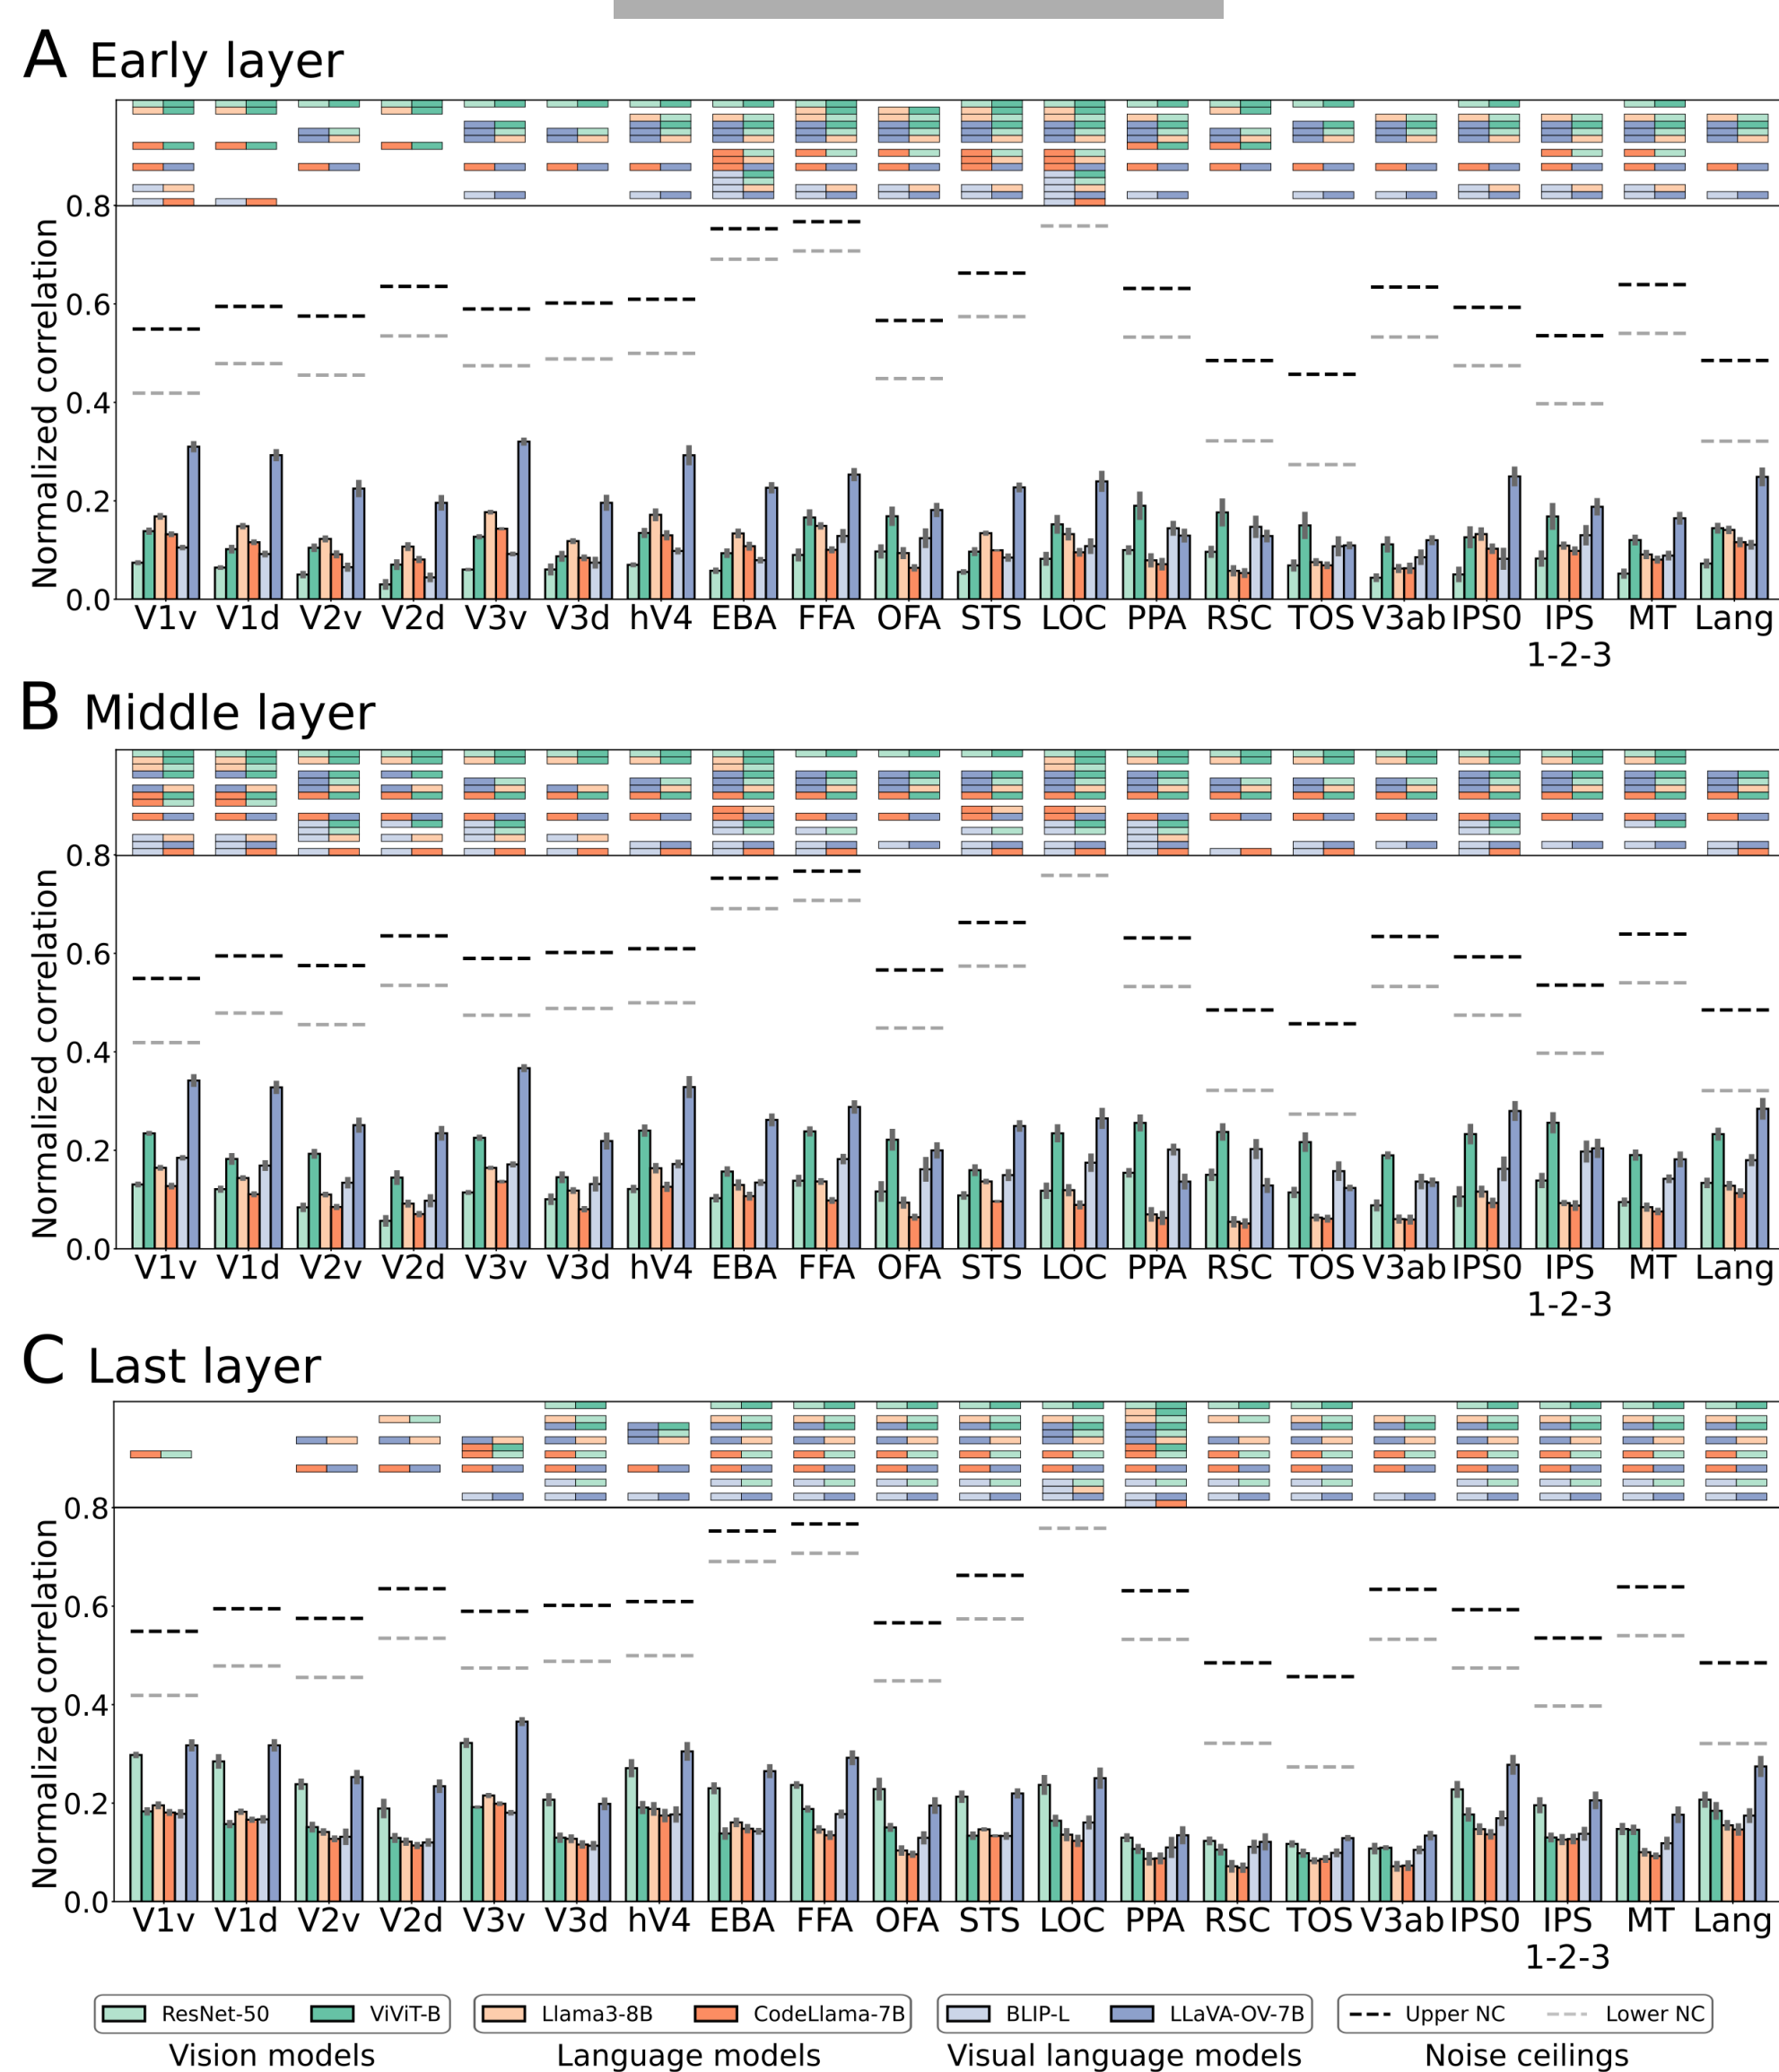 A Early layer
Normalized correlation
0.8
0.6
0.4
0.2
0.0
V1v V1d V2v V2d V3v V3d hV4 EBA FFA OFA STS LOC PPA RSC TOS V3ab IPS0 IPS MT Lang
1-2-3
B Middle layer
Normalized correlation
0.8
0.6
0.4
0.2
0.0
V1v V1d V2v V2d V3v V3d hV4 EBA FFA OFA STS LOC PPA RSC TOS V3ab IPS0 IPS MT Lang
1-2-3
C Last layer
Normalized correlation
0.8
0.6
0.4
0.2
0.0
V1v V1d V2v V2d V3v V3d hV4 EBA FFA OFA STS LOC PPA RSC TOS V3ab IPS0 IPS MT Lang
1-2-3
ResNet-50 ViViT-B Llama3-8B CodeLlama-7B BLIP-L LLaVA-OV-7B Upper NC Lower NC
Vision models Language models Visual language models Noise ceilings